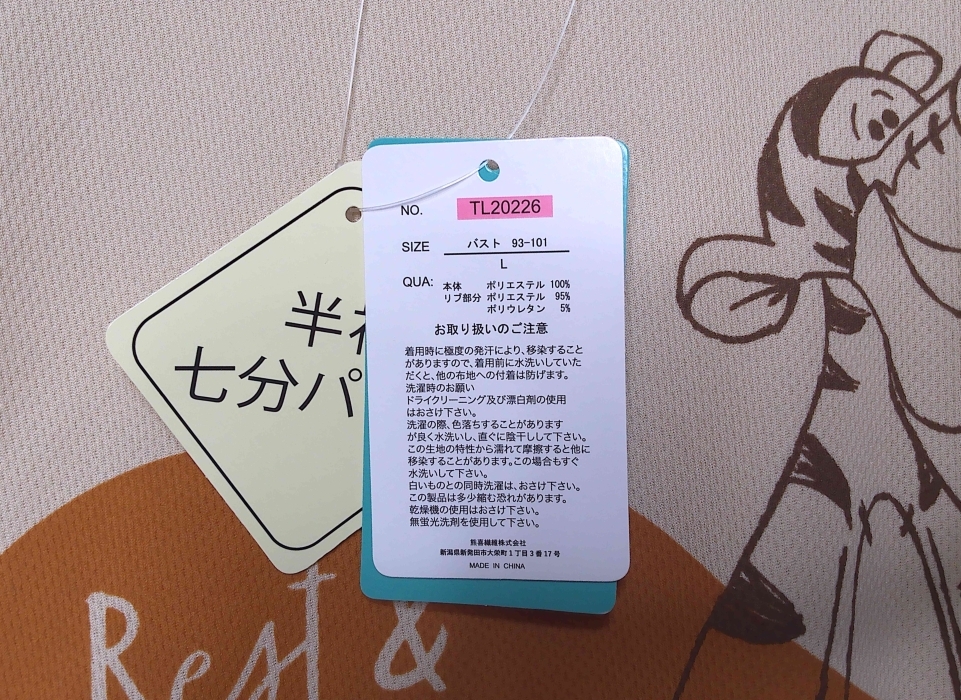 NO. TL20226
SIZE バスト 93-101
L
QUA: 本体 ポリエステル 100%
リブ部分 ポリエステル 95%
ポリウレタン 5%
お取り扱いのご注意
着用時に極度の発汗により、移染すること
がありますので、着用前に水洗いしていた
だくと、他の布地への付着は防げます。
洗濯時のお願い
ドライクリーニング及び漂白剤の使用
はおさけ下さい。
洗濯の際、色落ちすることがあります
が良く水洗いし、直ぐに陰干しして下さい。
この生地の特性から濡れて摩擦すると他に
移染することがあります。この場合もすぐ
水洗いして下さい。
白いものとの同時洗濯は、おさけ下さい。
この製品は多少縮む恐れがあります。
乾燥機の使用はおさけ下さい。
無蛍光洗剤を使用して下さい。
熊喜繊維株式会社
新潟県新発田市大栄町1丁目3番17号
MADE IN CHINA
半
七分パ
Rest &